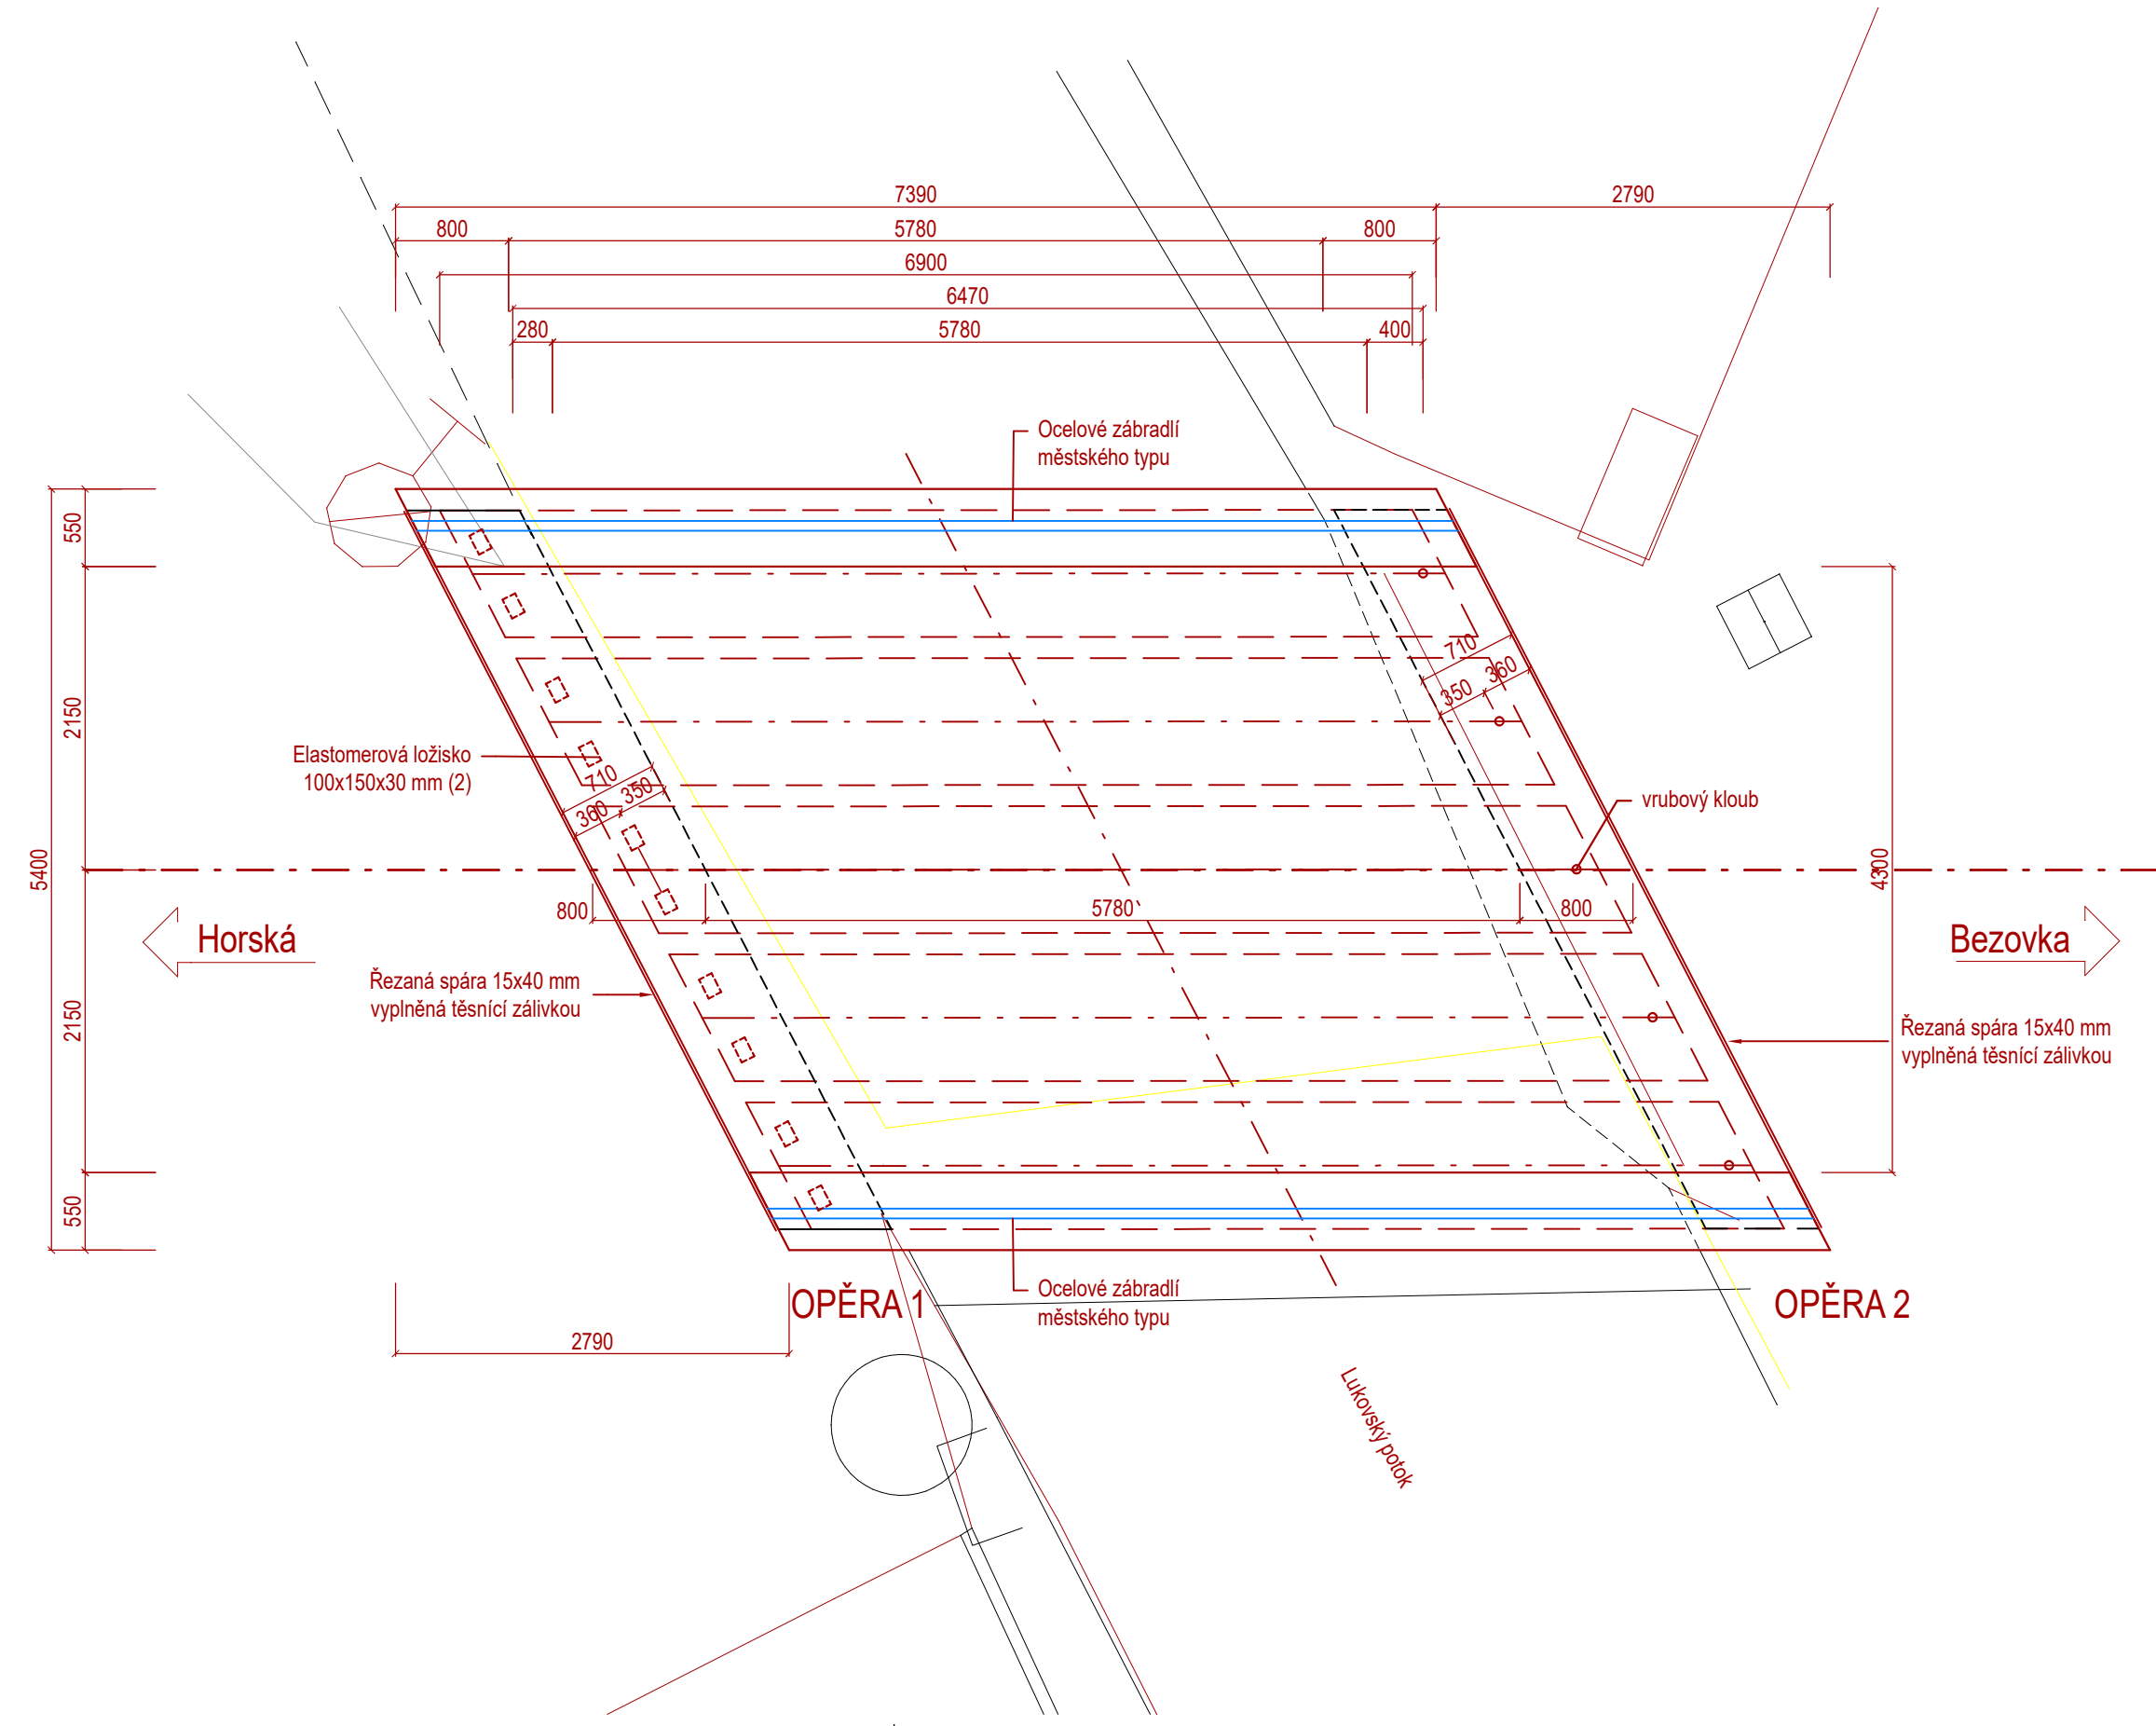 7390
2790
800
5780
800
6900
6470
280
5780
400
Ocelové zábradlí
městského typu
550
2150
5400
2150
550
710
350
360
Elastomerová ložisko
100x150x30 mm (2)
710
360
350
vrubový kloub
4300
800
5780
800
Horská
Bezovka
Řezaná spára 15x40 mm
vyplněná těsnící zálivkou
Řezaná spára 15x40 mm
vyplněná těsnící zálivkou
OPĚRA 1
Ocelové zábradlí
městského typu
OPĚRA 2
2790
Lukovský potok